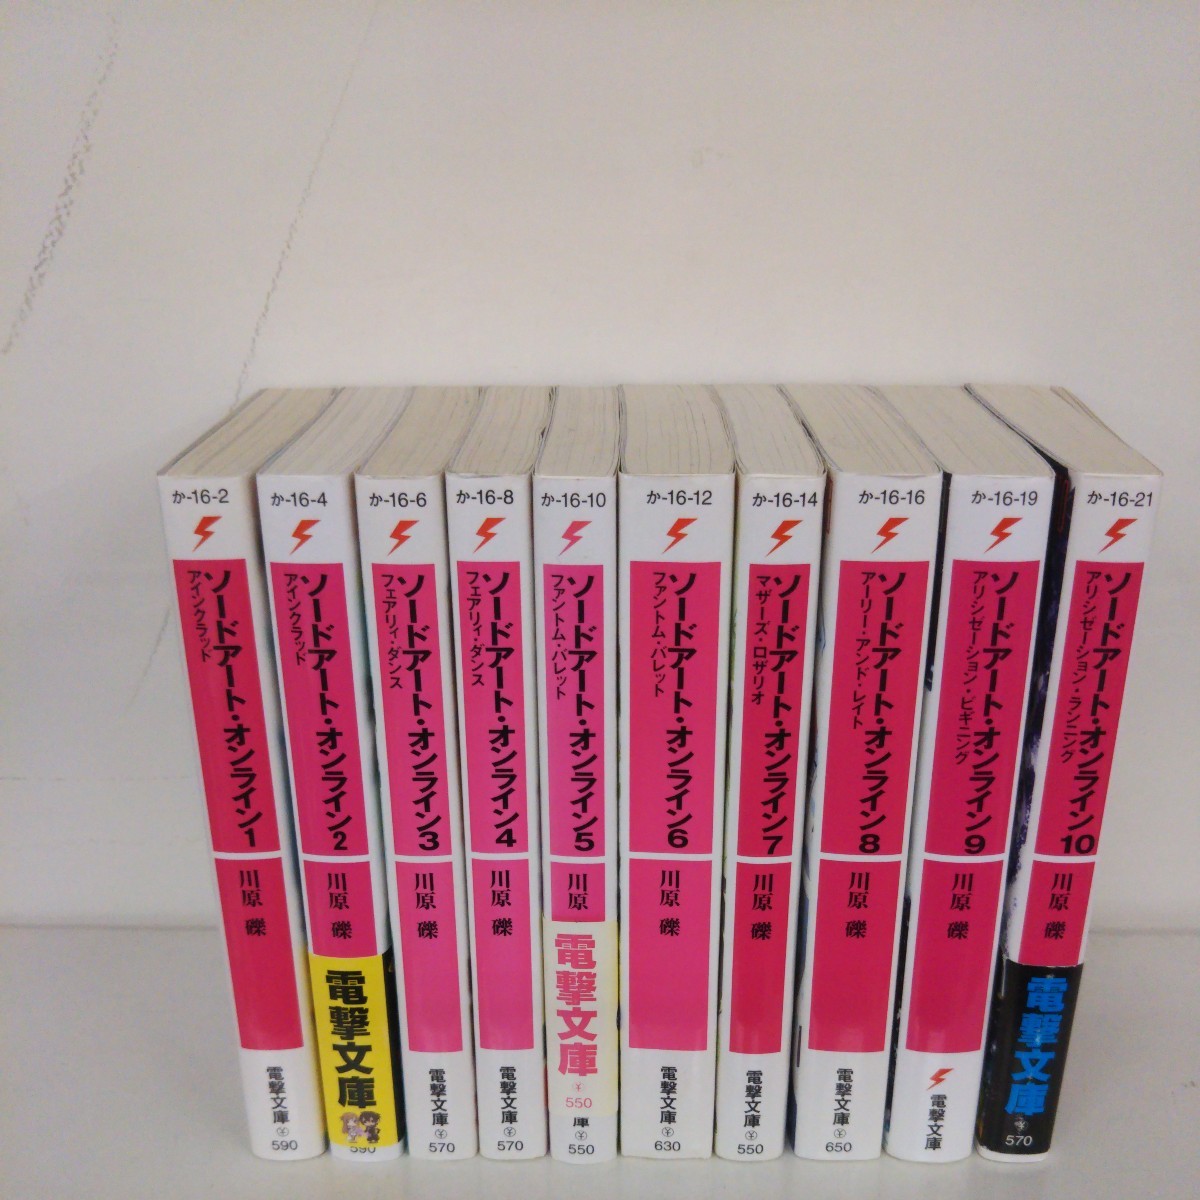 か-16-2
ソードアート・オンライン1
アインクラッド
川原 礫
電撃文庫
¥
590
か-16-4
ソードアート・オンライン2
アインクラッド
川原 礫
電撃文庫
590
か-16-6
ソードアート・オンライン3
フェアリィ・ダンス
川原 礫
電撃文庫
¥
570
か-16-8
ソードアート・オンライン4
フェアリィ・ダンス
川原 礫
電撃文庫
¥
570
か-16-10
ソードアート・オンライン5
ファントム・バレット
川原 礫
電撃文庫
¥
550
庫
¥
550
か-16-12
ソードアート・オンライン6
ファントム・バレット
川原 礫
電撃文庫
¥
630
か-16-14
ソードアート・オンライン7
マザーズ・ロザリオ
川原 礫
電撃文庫
¥
550
か-16-16
ソードアート・オンライン8
アーリー・アンド・レイト
川原 礫
電撃文庫
¥
650
か-16-19
ソードアート・オンライン9
アリシゼーション・ビギニング
川原 礫
電撃文庫
か-16-21
ソードアート・オンライン10
アリシゼーション・ランニング
川原 礫
電撃文庫
¥
570